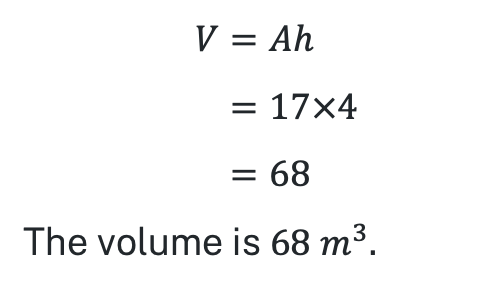 V = Ah
= 17×4
= 68
The volume is 68 m³.